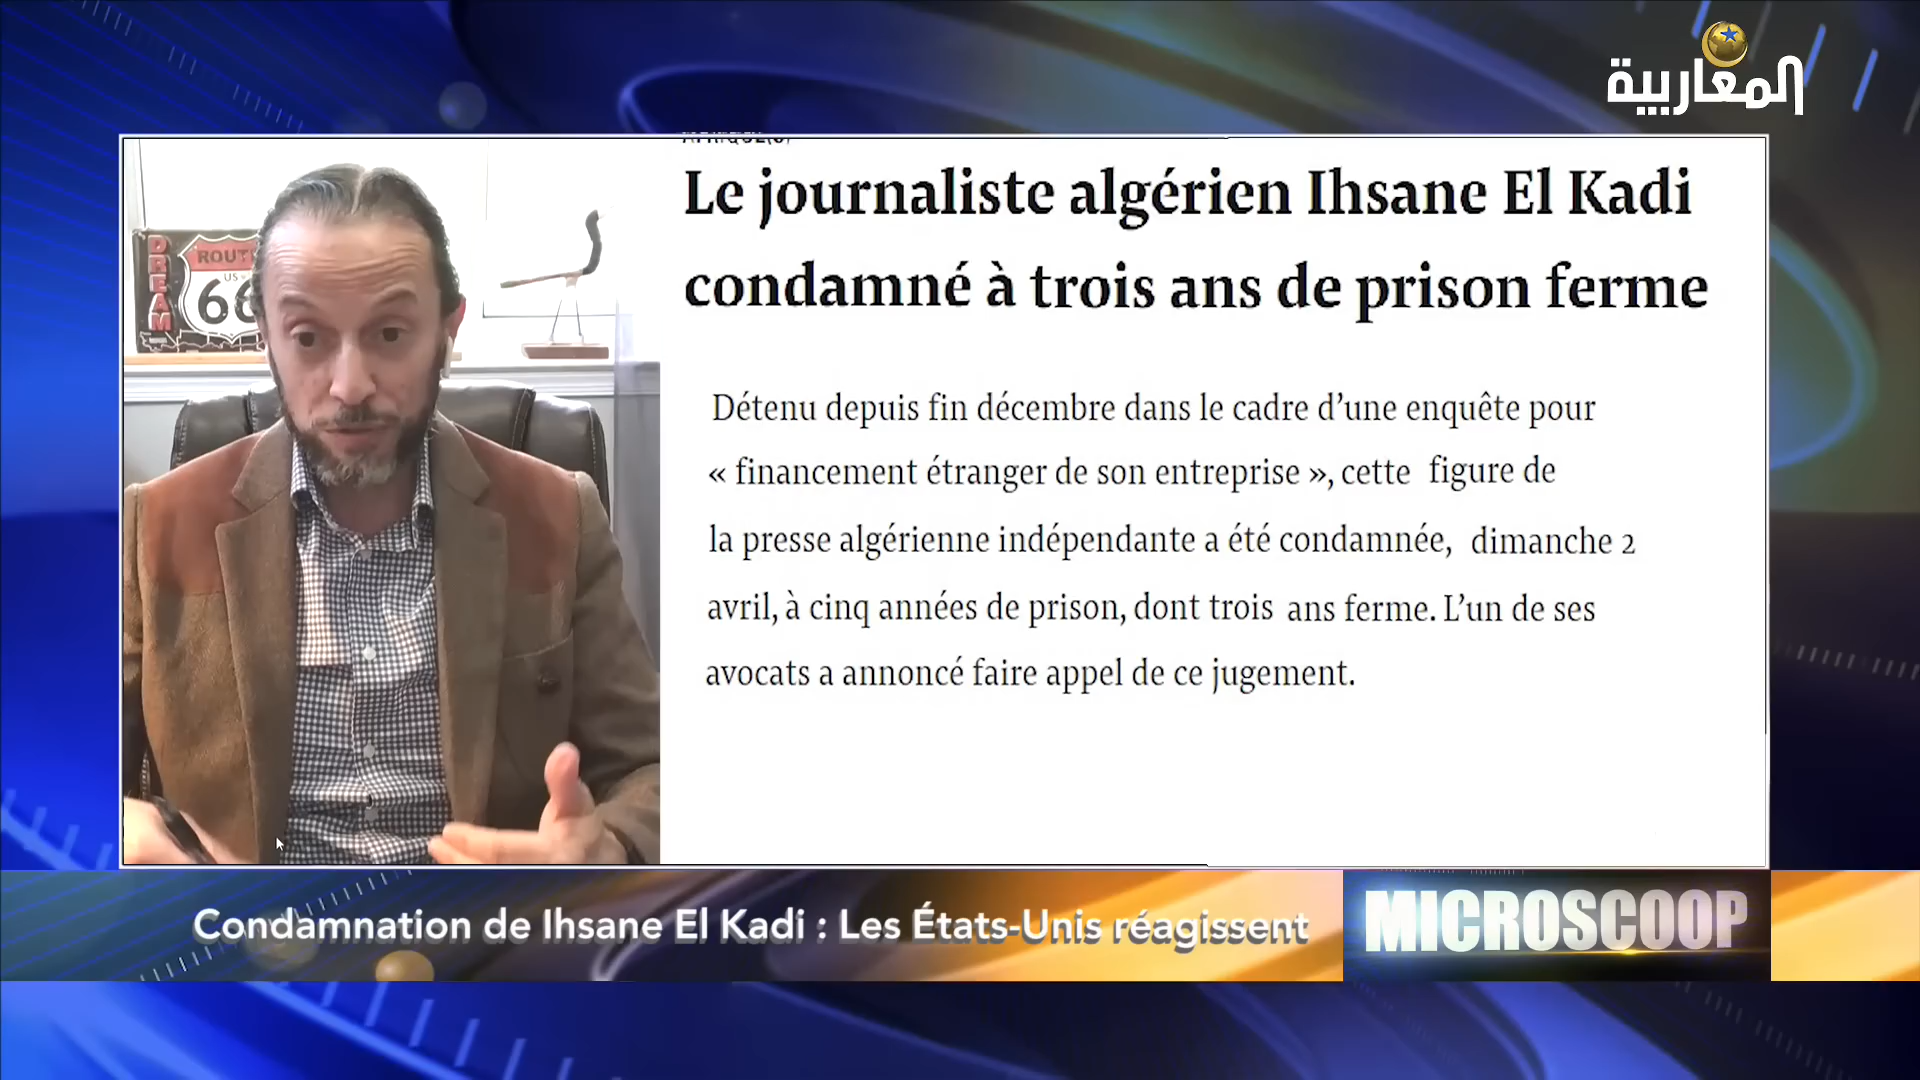 المغاربية
Le journaliste algérien Ihsane El Kadi
condamné à trois ans de prison ferme
DREAM
ROUT
US
66
Détenu depuis fin décembre dans le cadre d’une enquête pour
« financement étranger de son entreprise », cette figure de
la presse algérienne indépendante a été condamnée, dimanche 2
avril, à cinq années de prison, dont trois ans ferme. L’un de ses
avocats a annoncé faire appel de ce jugement.
Condamnation de Ihsane El Kadi : Les États-Unis réagissent
MICROSCOOP